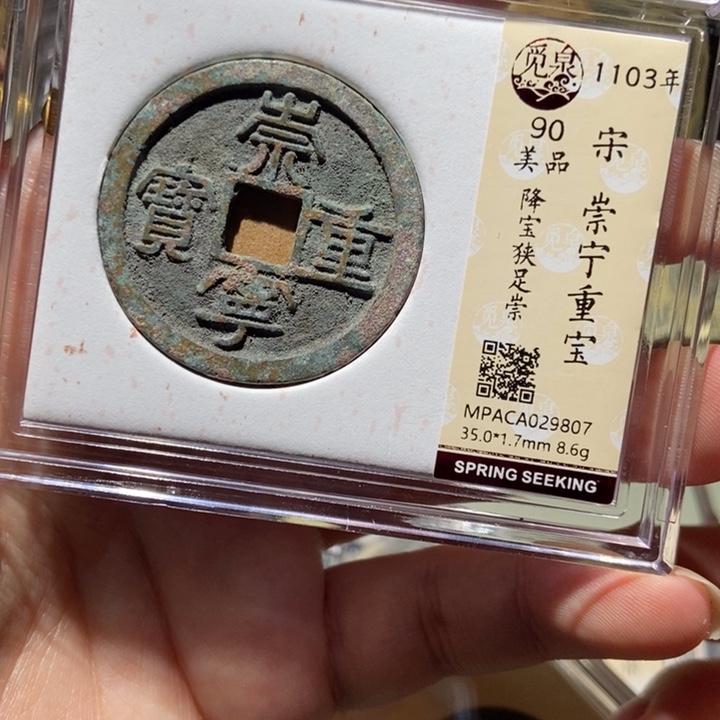 崇
重
寧
寶
觅泉
1103年
宋 崇宁重宝
90
美品
降宝狭足崇
MPACA029807
35.0*1.7mm 8.6g
SPRING SEEKING